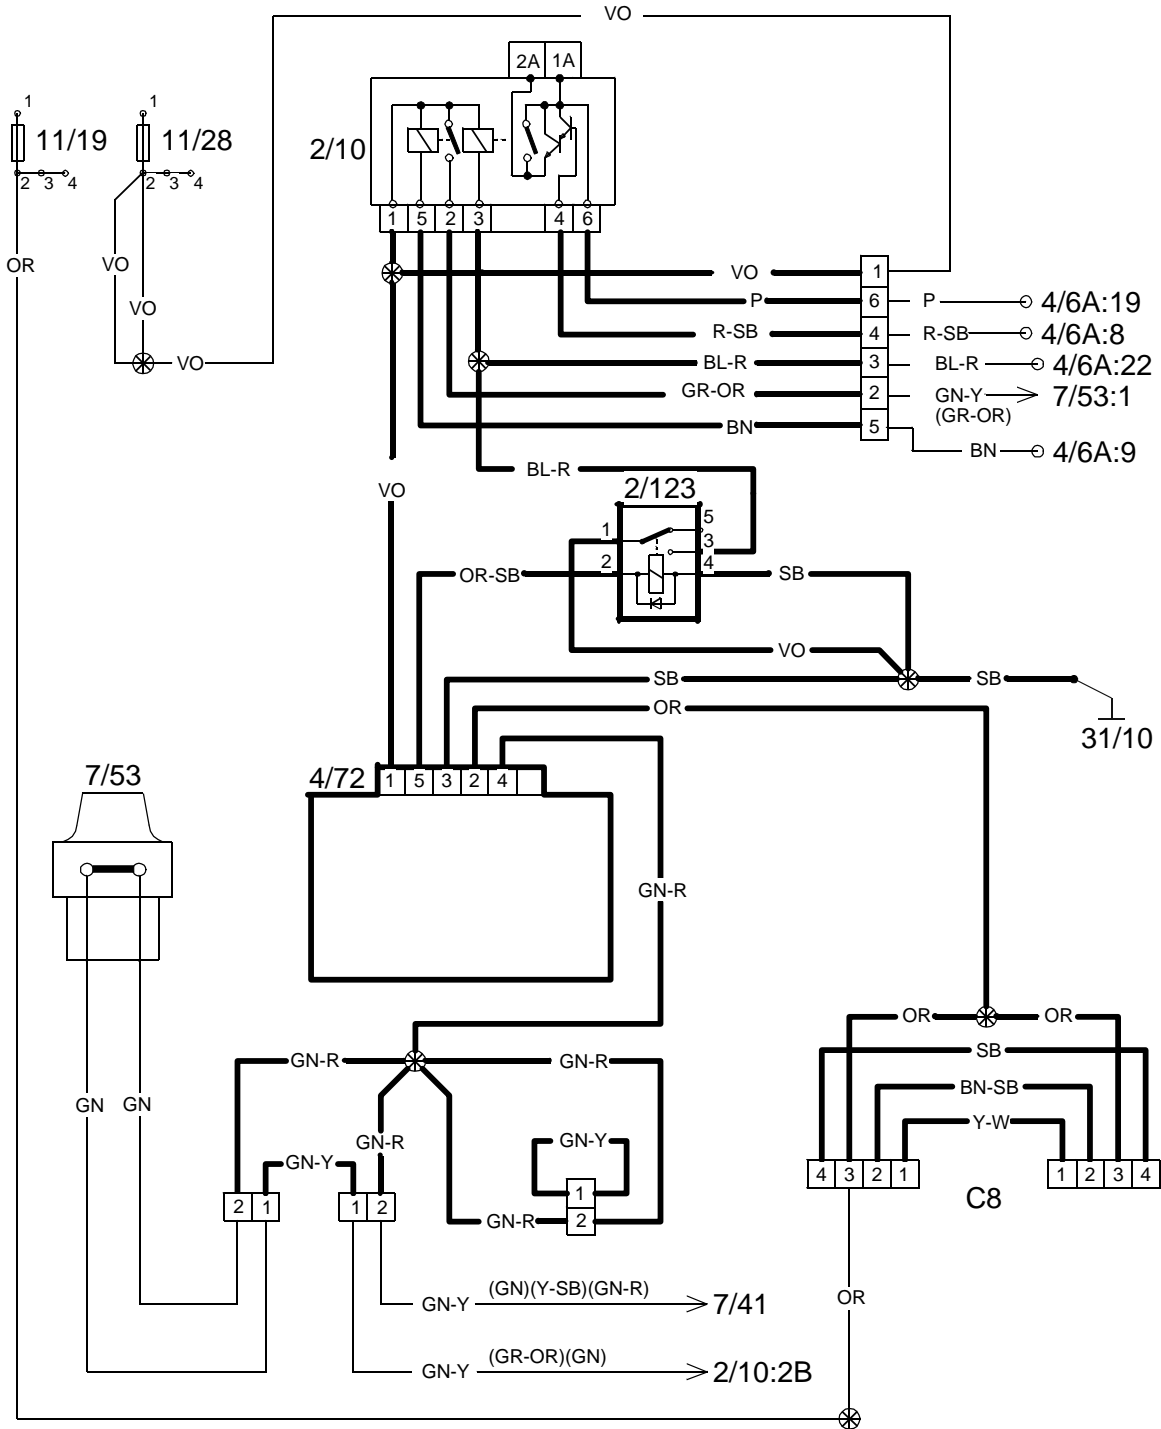 VO
2A 1A
1 11/19
1 11/28
2/10
2 3 4
2 3 4
1 5 2 3 4 6
OR
VO
VO
VO
VO 1
P 6 P 4/6A:19
R-SB 4 R-SB 4/6A:8
BL-R 3 BL-R 4/6A:22
GR-OR 2 GN-Y 7/53:1
(GR-OR)
BN 5
BN 4/6A:9
BL-R
VO
2/123
1 5
3
2 4
OR-SB
SB
VO
SB
SB
OR
31/10
7/53
4/72 1 5 3 2 4
GN-R
OR OR
SB
GN-R GN-R
BN-SB
GN GN
Y-W
GN-R GN-Y
GN-Y
4 3 2 1
1 2 3 4
C8
2 1
1 2
1
GN-R 2
OR
GN-Y (GN)(Y-SB)(GN-R) 7/41
GN-Y (GR-OR)(GN) 2/10:2B